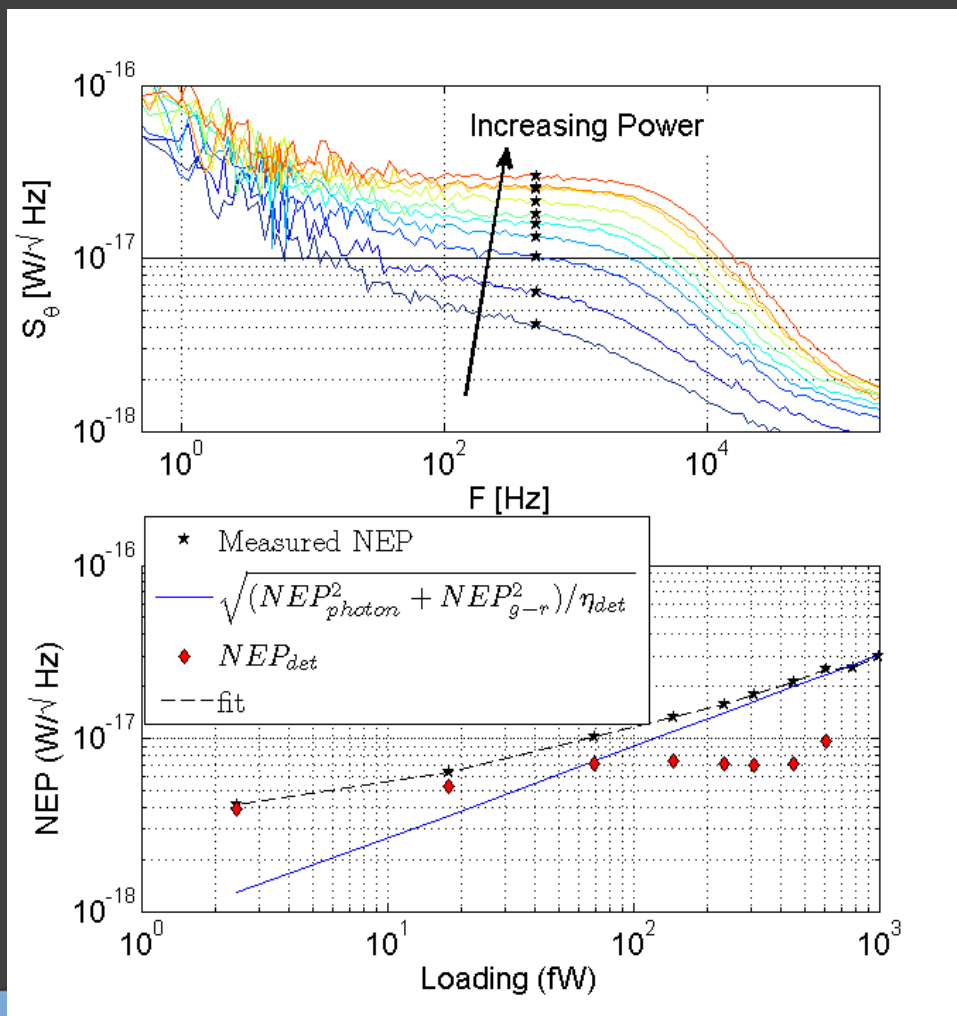 10^-16
10^-17
10^-18
S_θ [W/√ Hz]
Increasing Power
10^0
10^2
10^4
F [Hz]
10^-16
10^-17
10^-18
NEP (W/√ Hz)
Measured NEP
√(NEP²_photon + NEP²_g−r)/η_det
NEP_det
fit
10^0
10^1
10^2
10^3
Loading (fW)